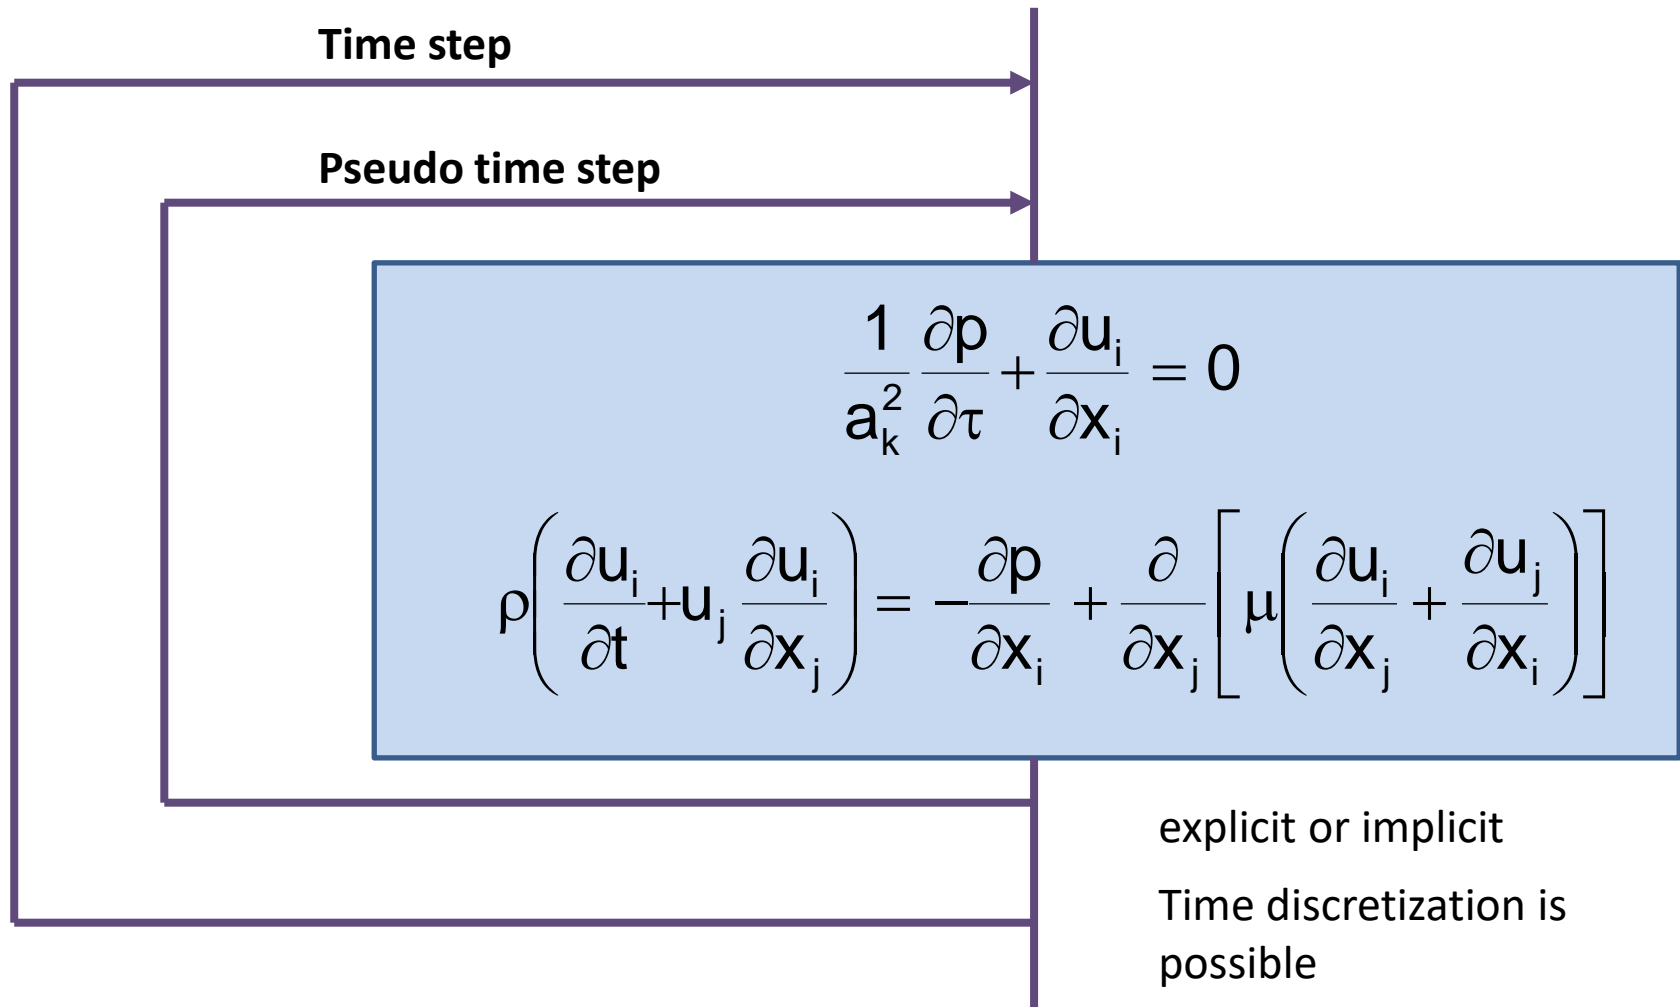 Time step
Pseudo time step
1/a_k^2 ∂p/∂τ + ∂u_i/∂x_i = 0
ρ(∂u_i/∂t + u_j ∂u_i/∂x_j) = −∂p/∂x_i + ∂/∂x_j [μ(∂u_i/∂x_j + ∂u_j/∂x_i)]
explicit or implicit
Time discretization is
possible